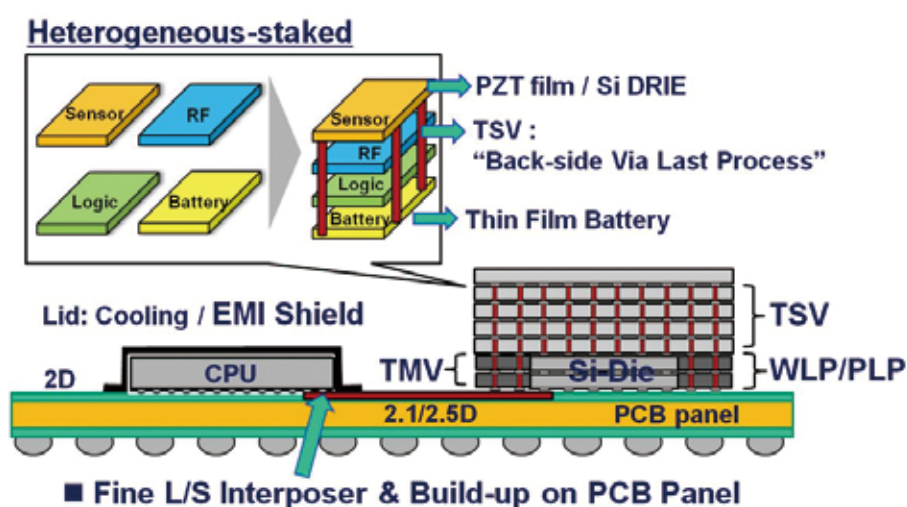 Heterogeneous-staked
Sensor
RF
Logic
Battery
Sensor
RF
Logic
Battery
PZT film / Si DRIE
TSV :
“Back-side Via Last Process”
Thin Film Battery
Lid: Cooling / EMI Shield
TSV
2D
CPU
TMV
Si-Die
WLP/PLP
2.1/2.5D
PCB panel
■ Fine L/S Interposer & Build-up on PCB Panel